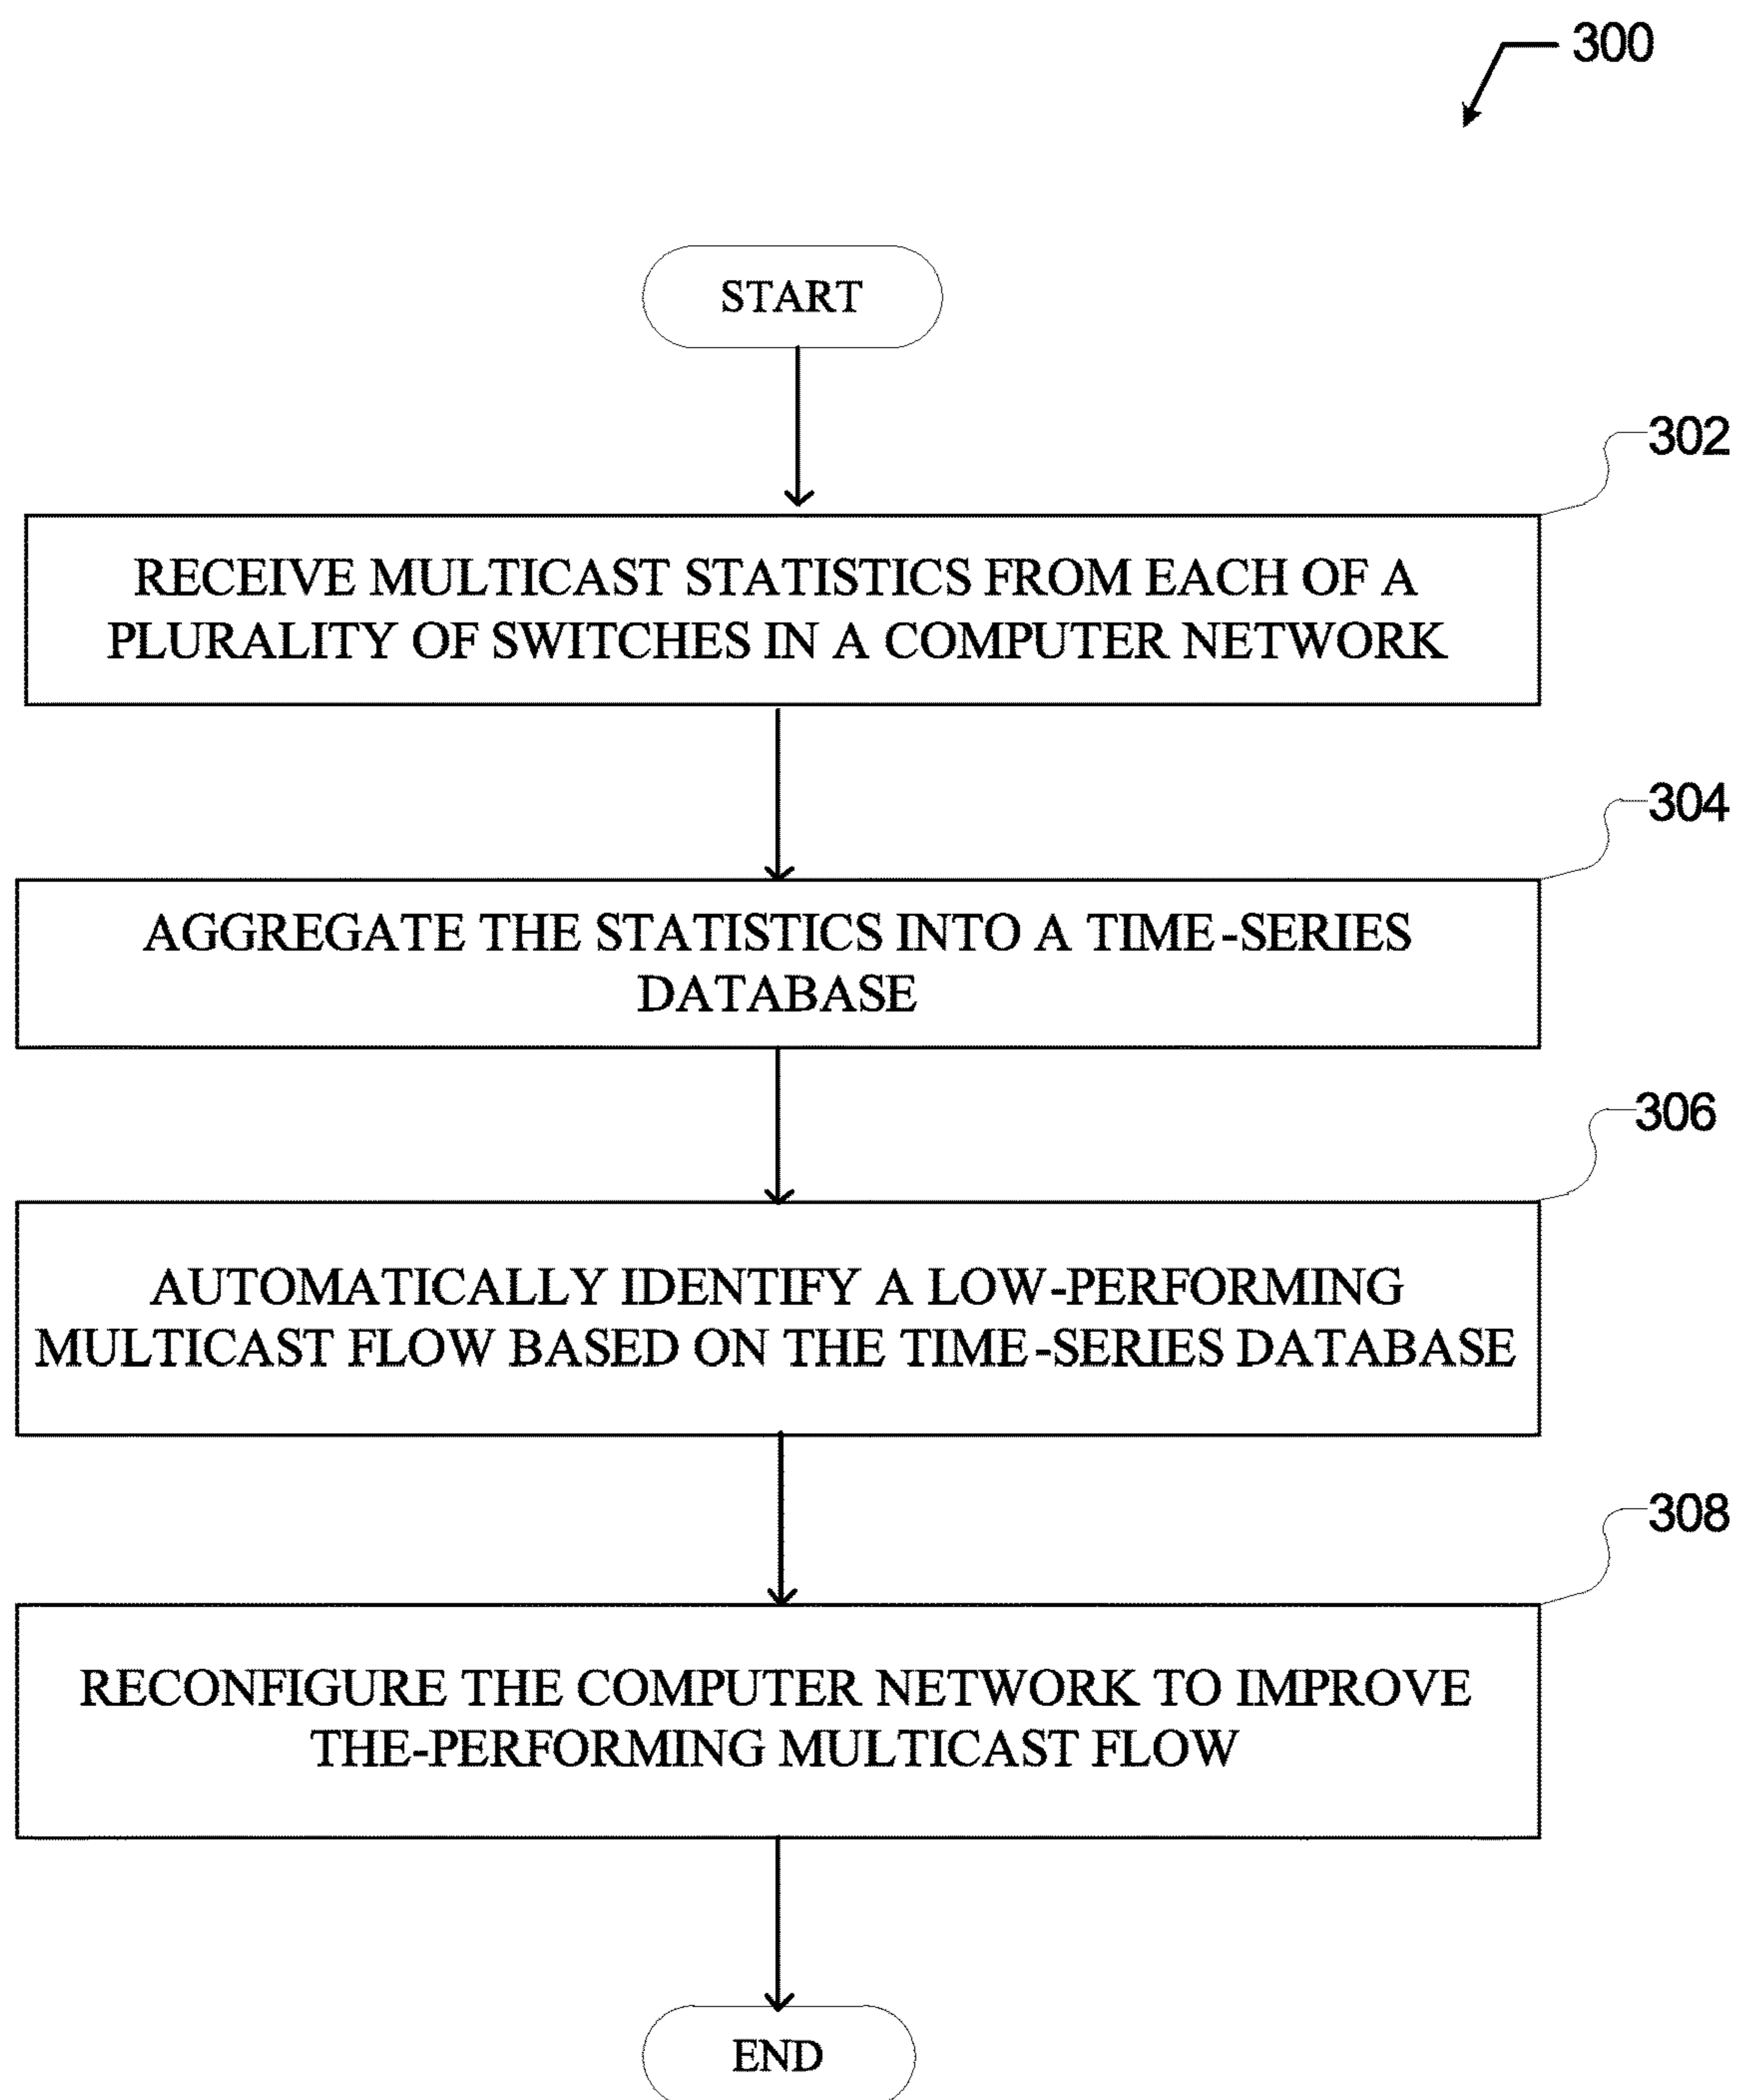 300
START
302
RECEIVE MULTICAST STATISTICS FROM EACH OF A
PLURALITY OF SWITCHES IN A COMPUTER NETWORK
304
AGGREGATE THE STATISTICS INTO A TIME-SERIES
DATABASE
306
AUTOMATICALLY IDENTIFY A LOW-PERFORMING
MULTICAST FLOW BASED ON THE TIME-SERIES DATABASE
308
RECONFIGURE THE COMPUTER NETWORK TO IMPROVE
THE-PERFORMING MULTICAST FLOW
END